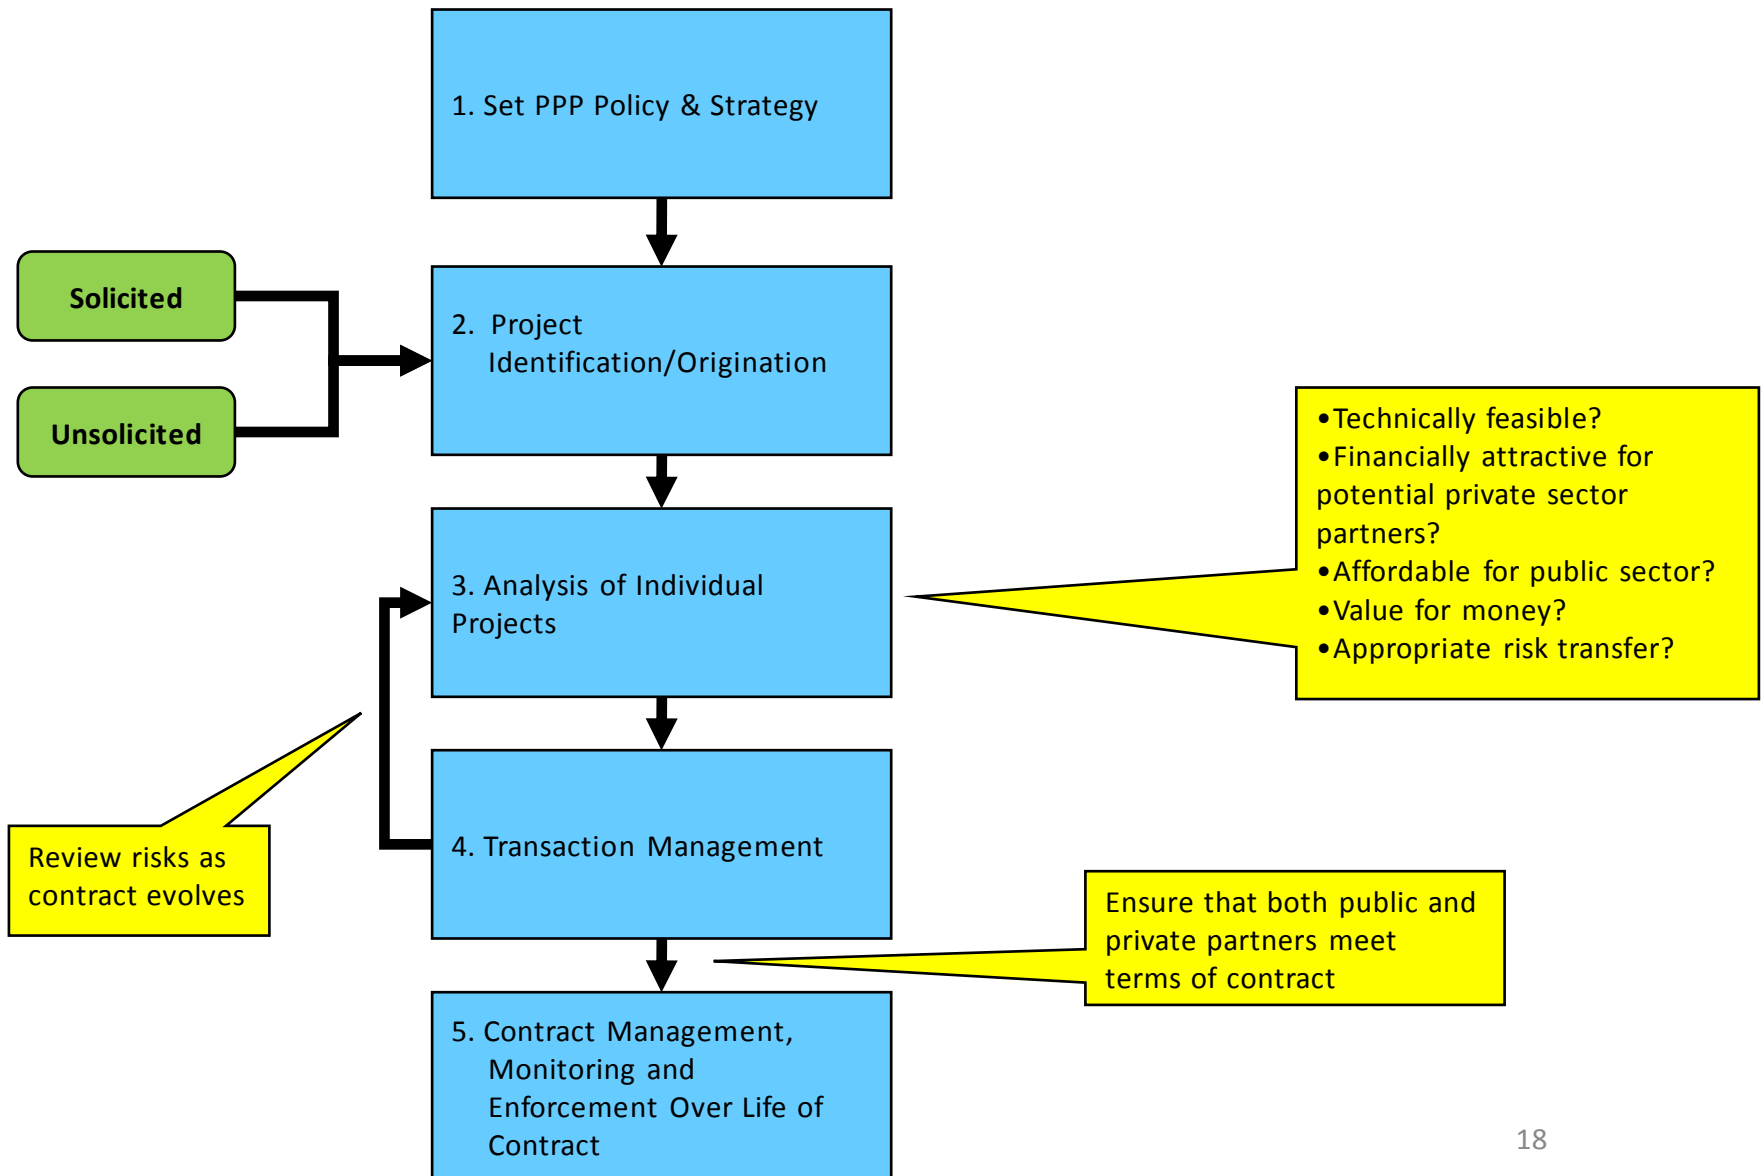 1. Set PPP Policy & Strategy
Solicited
Unsolicited
2. Project
Identification/Origination
•Technically feasible?
•Financially attractive for
potential private sector
partners?
•Affordable for public sector?
•Value for money?
•Appropriate risk transfer?
3. Analysis of Individual
Projects
Review risks as
contract evolves
4. Transaction Management
Ensure that both public and
private partners meet
terms of contract
5. Contract Management,
Monitoring and
Enforcement Over Life of
Contract
18